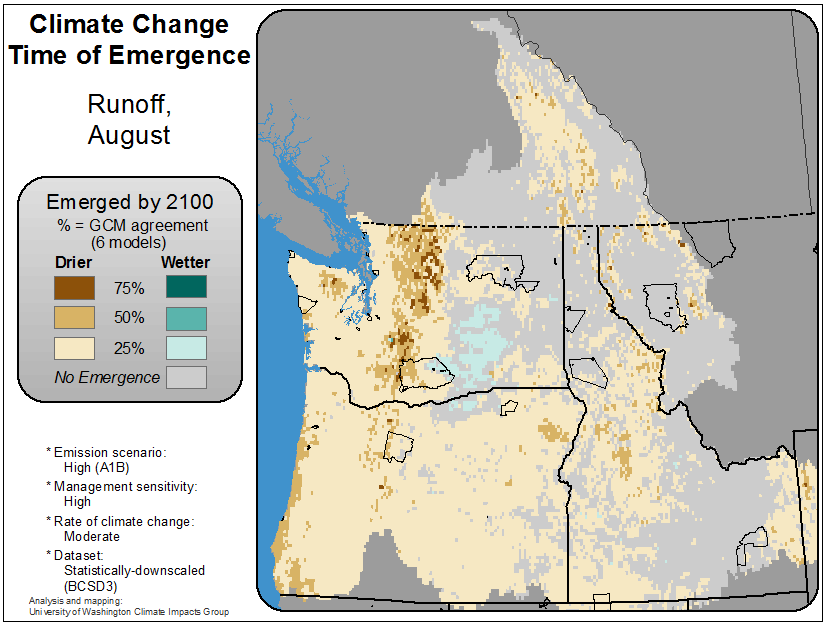 Climate Change
Time of Emergence
Runoff,
August
Emerged by 2100
% = GCM agreement
(6 models)
Drier Wetter
75%
50%
25%
No Emergence
* Emission scenario:
High (A1B)
* Management sensitivity:
High
* Rate of climate change:
Moderate
* Dataset:
Statistically-downscaled
(BCSD3)
Analysis and mapping:
University of Washington Climate Impacts Group